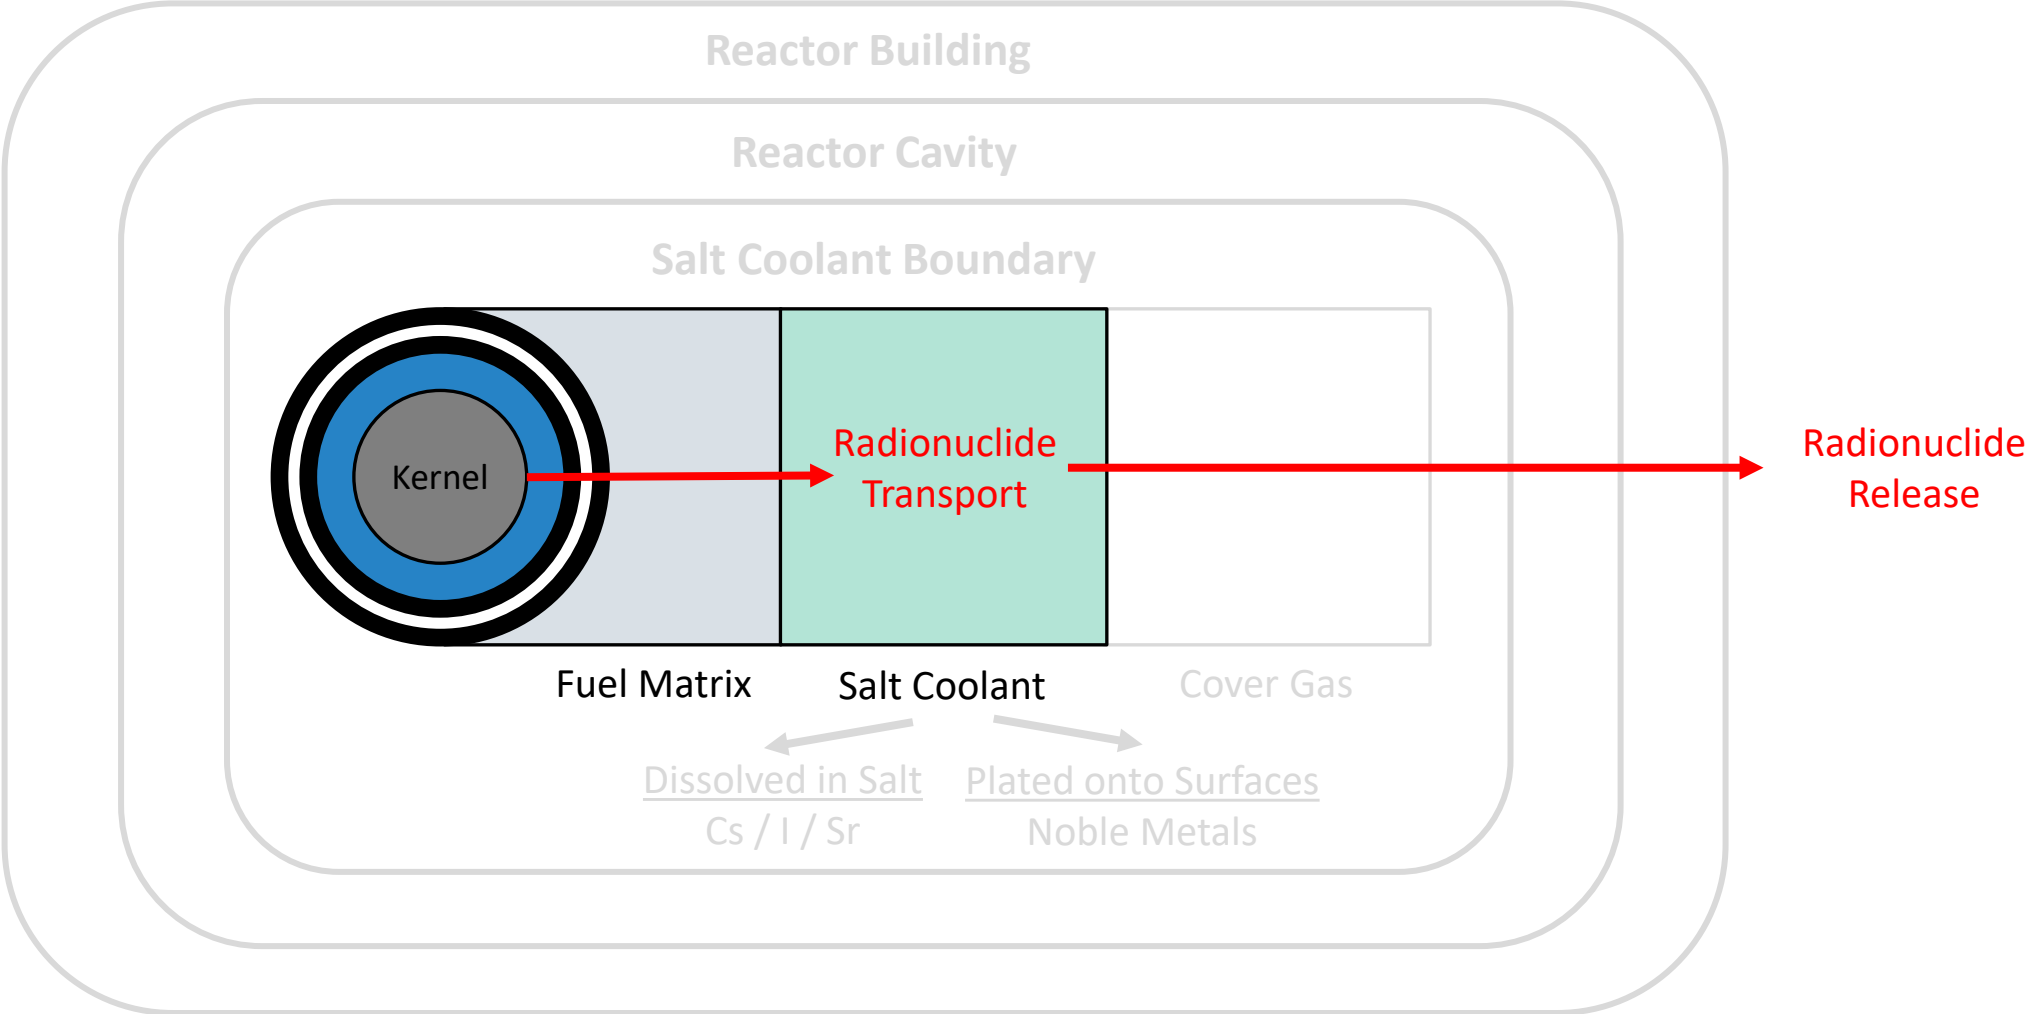 Reactor Building
Reactor Cavity
Salt Coolant Boundary
Kernel
Radionuclide
Transport
Radionuclide
Release
Fuel Matrix
Salt Coolant
Cover Gas
Dissolved in Salt
Cs / I / Sr
Plated onto Surfaces
Noble Metals